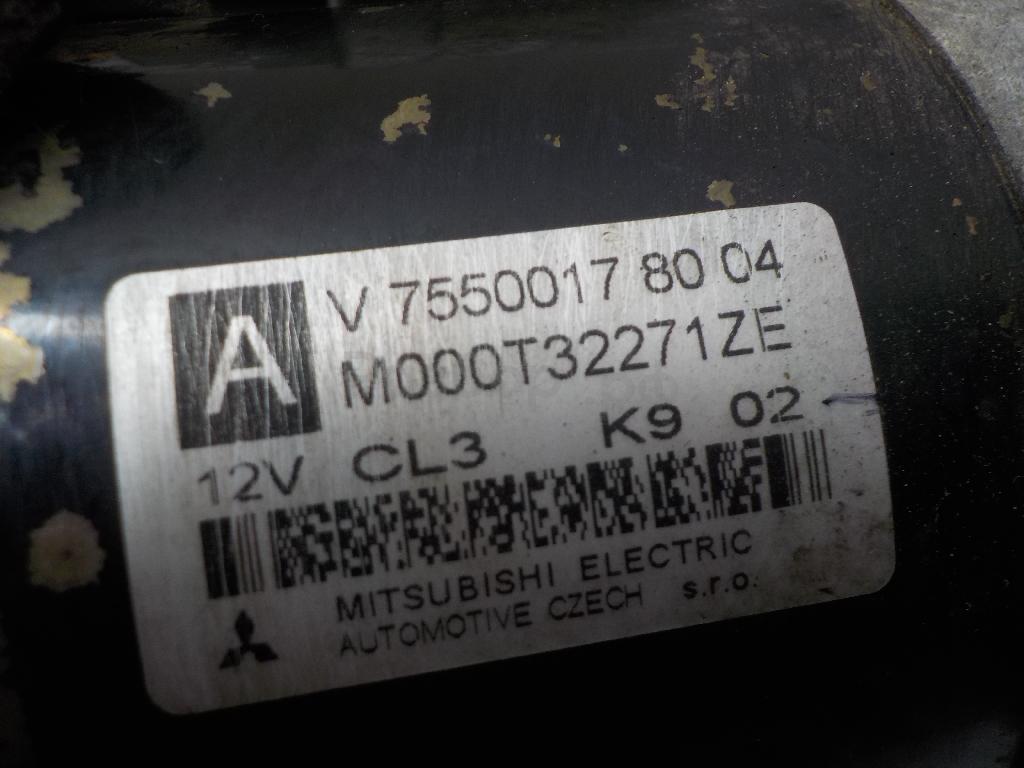 A
V 7550017 80 04
M000T32271ZE
12V CL3 K9 02
MITSUBISHI ELECTRIC
AUTOMOTIVE CZECH s.r.o.